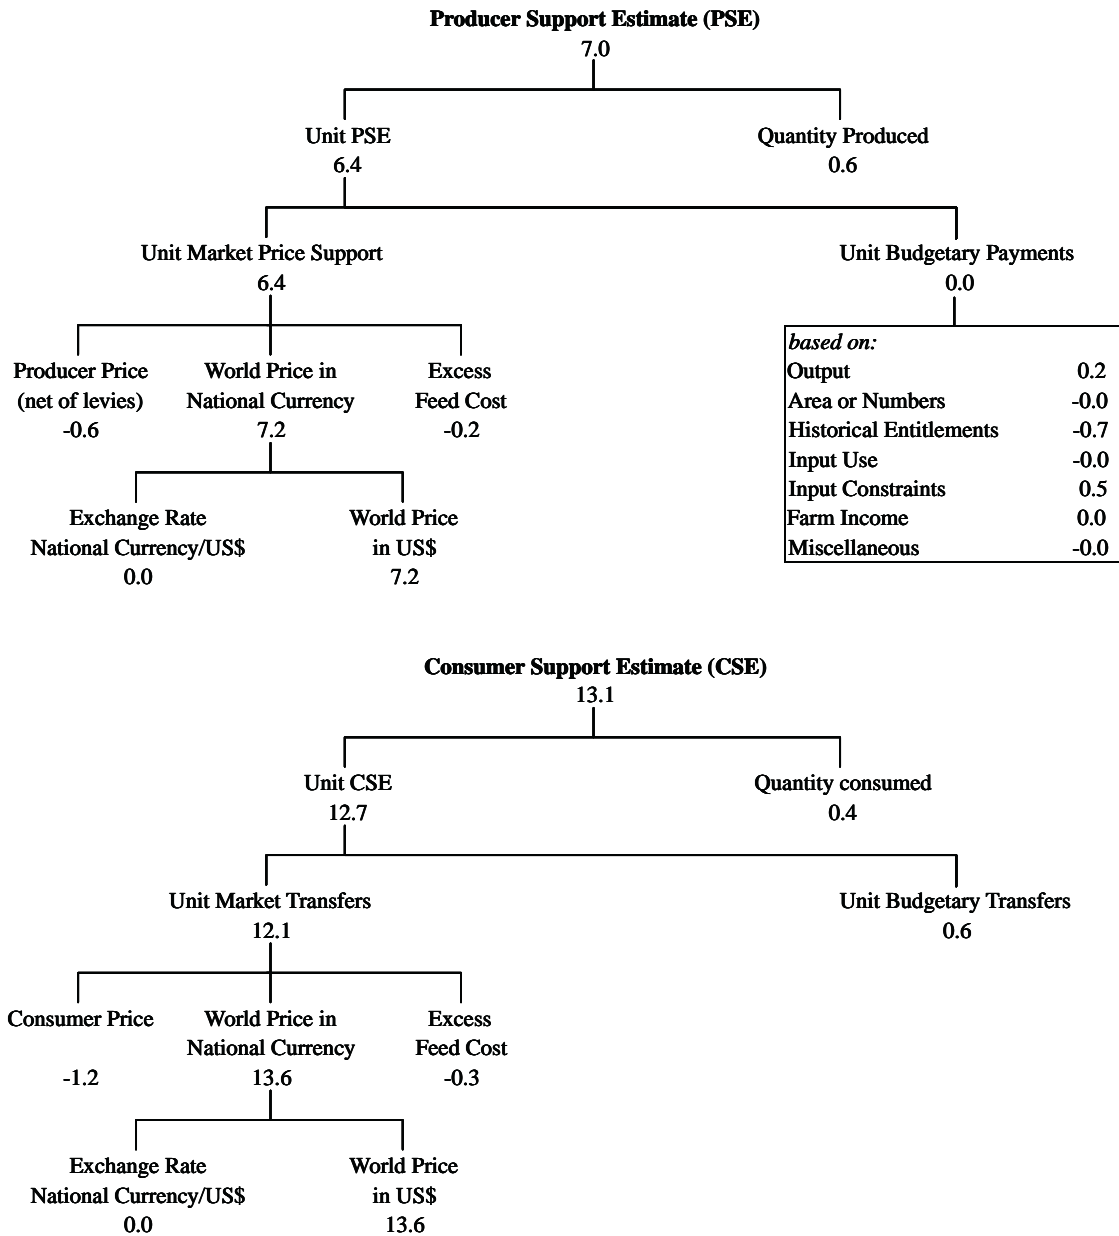 Producer Support Estimate (PSE)
7.0
Unit PSE
Quantity Produced
6.4
0.6
Unit Market Price Support
Unit Budgetary Payments
6.4
0.0
based on:
Output 0.2
Area or Numbers -0.0
Historical Entitlements -0.7
Input Use -0.0
Input Constraints 0.5
Farm Income 0.0
Miscellaneous -0.0
Producer Price
(net of levies)
-0.6
World Price in
National Currency
7.2
Excess
Feed Cost
-0.2
Exchange Rate
National Currency/US$
0.0
World Price
in US$
7.2
Consumer Support Estimate (CSE)
13.1
Unit CSE
Quantity consumed
12.7
0.4
Unit Market Transfers
Unit Budgetary Transfers
12.1
0.6
Consumer Price
-1.2
World Price in
National Currency
13.6
Excess
Feed Cost
-0.3
Exchange Rate
National Currency/US$
0.0
World Price
in US$
13.6